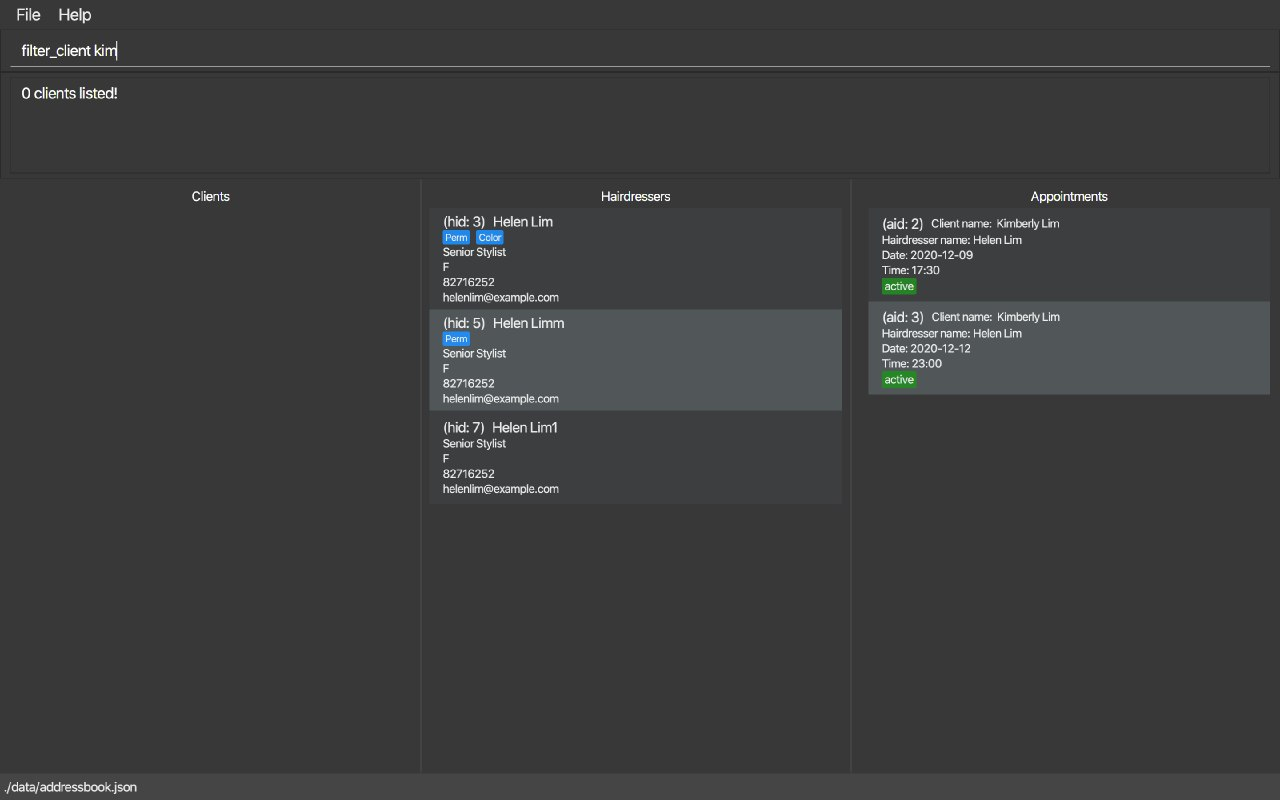 File Help
filter_client kim
0 clients listed!
Clients
Hairdressers
(hid: 3) Helen Lim
Perm Color
Senior Stylist
F
82716252
helenlim@example.com
(hid: 5) Helen Limm
Perm
Senior Stylist
F
82716252
helenlim@example.com
(hid: 7) Helen Lim1
Senior Stylist
F
82716252
helenlim@example.com
Appointments
(aid: 2) Client name: Kimberly Lim
Hairdresser name: Helen Lim
Date: 2020-12-09
Time: 17:30
active
(aid: 3) Client name: Kimberly Lim
Hairdresser name: Helen Lim
Date: 2020-12-12
Time: 23:00
active
./data/addressbook.json